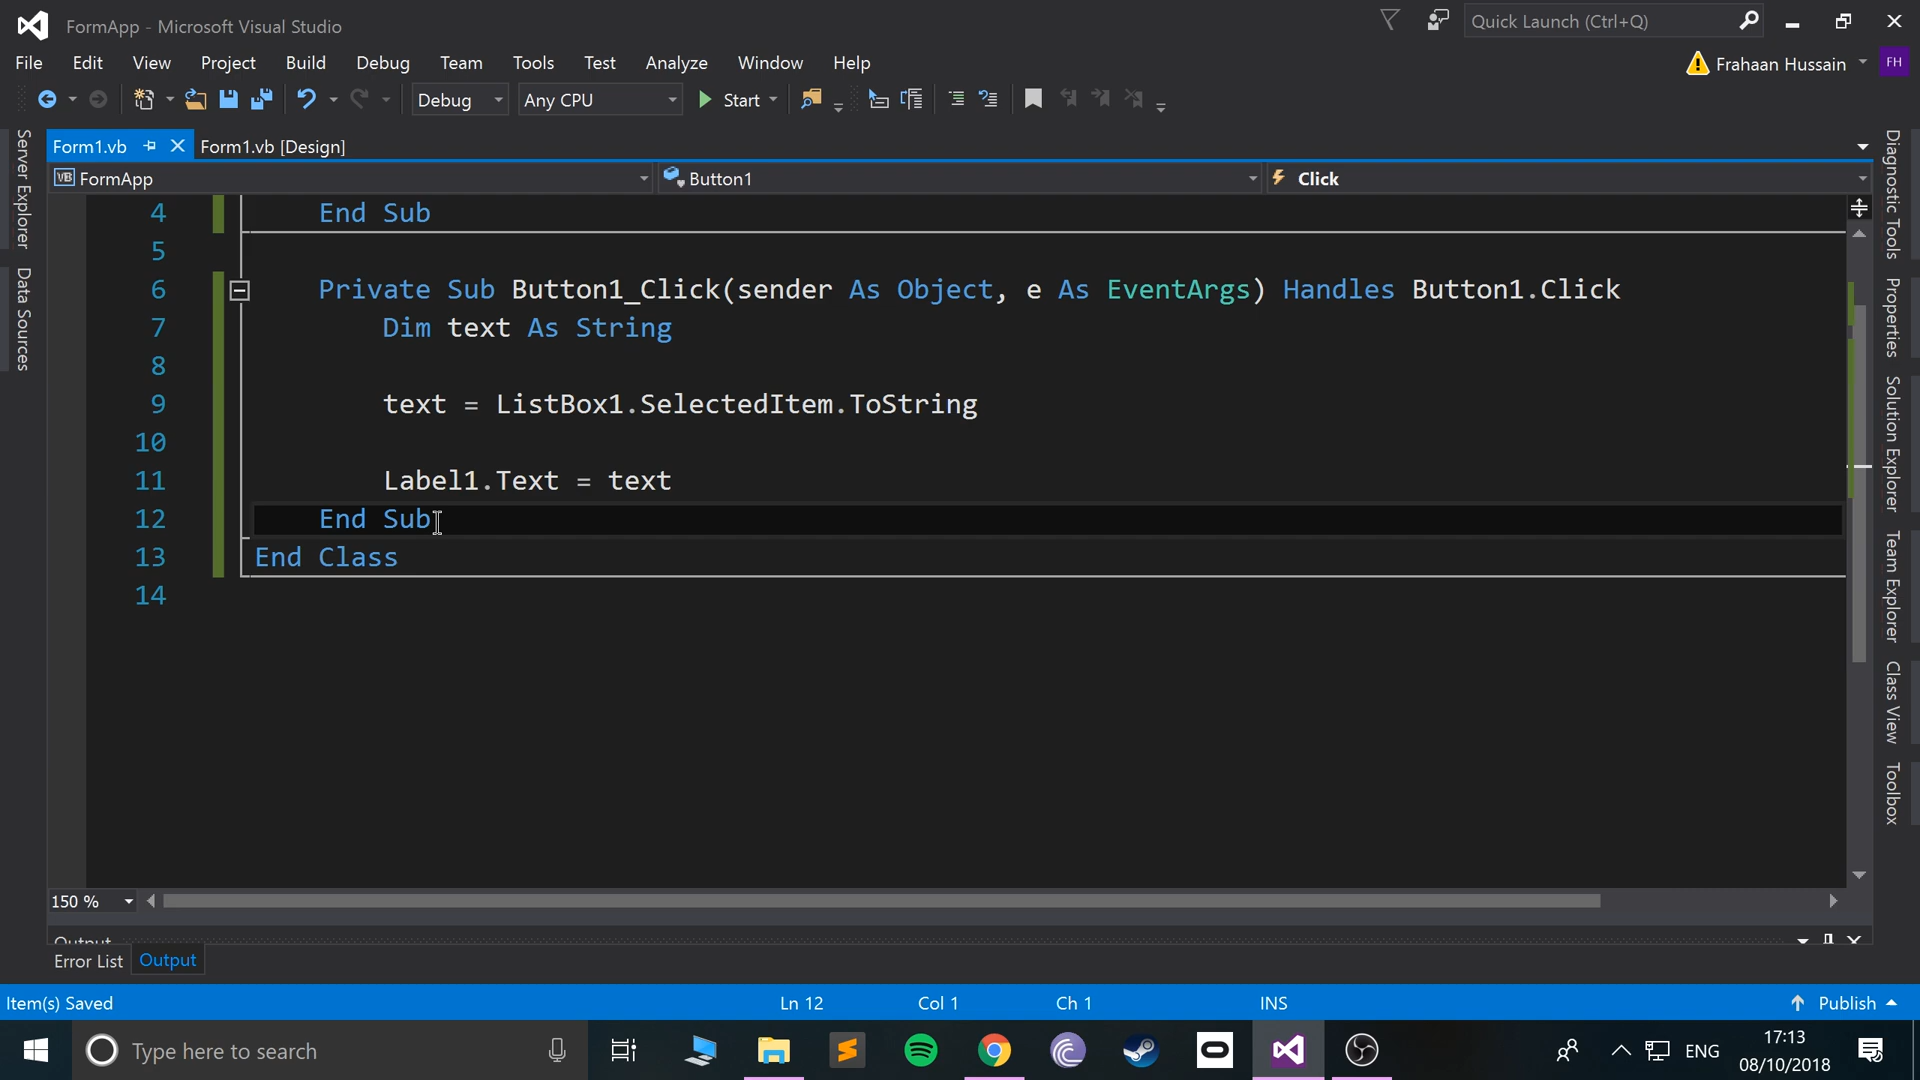 FormApp - Microsoft Visual Studio
Quick Launch (Ctrl+Q)
File Edit View Project Build Debug Team Tools Test Analyze Window Help
Frahaan Hussain FH
Debug Any CPU Start
Form1.vb Form1.vb [Design]
VB FormApp Button1 Click
4 End Sub
5
6 Private Sub Button1_Click(sender As Object, e As EventArgs) Handles Button1.Click
7 Dim text As String
8
9 text = ListBox1.SelectedItem.ToString
10
11 Label1.Text = text
12 End Sub
13 End Class
14
Server Explorer
Data Sources
Diagnostic Tools
Properties
Solution Explorer
Team Explorer
Class View
Toolbox
150 %
Output
Error List Output
Item(s) Saved Ln 12 Col 1 Ch 1 INS Publish
Type here to search
ENG
17:13
08/10/2018